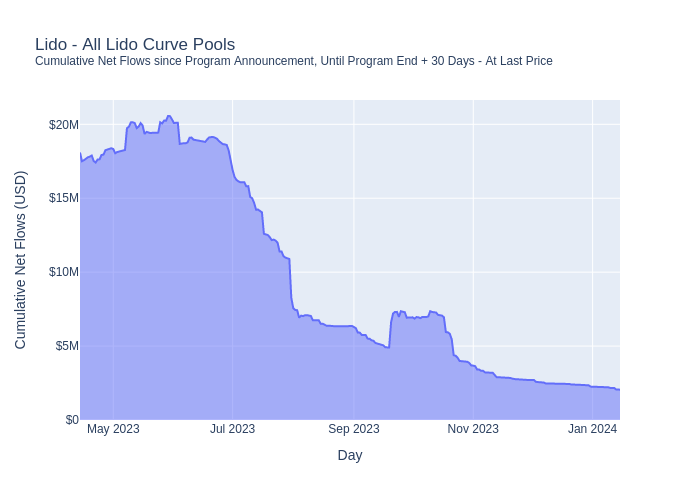 Lido - All Lido Curve Pools
Cumulative Net Flows since Program Announcement, Until Program End + 30 Days - At Last Price
Cumulative Net Flows (USD)
$20M
$15M
$10M
$5M
$0
May 2023
Jul 2023
Sep 2023
Nov 2023
Jan 2024
Day